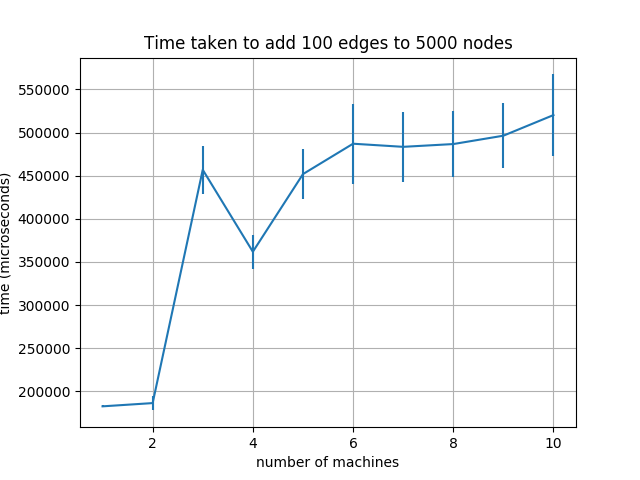 Time taken to add 100 edges to 5000 nodes
550000
500000
450000
400000
350000
300000
250000
200000
time (microseconds)
2 4 6 8 10
number of machines